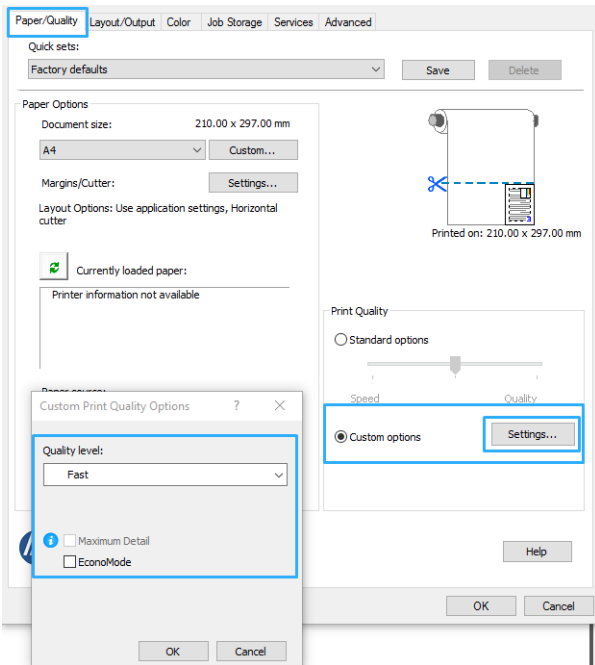 Paper/Quality Layout/Output Color Job Storage Services Advanced
Quick sets:
Factory defaults Save Delete
Paper Options
Document size: 210.00 x 297.00 mm
A4 Custom...
Margins/Cutter: Settings...
Layout Options: Use application settings, Horizontal
cutter
Printed on: 210.00 x 297.00 mm
Currently loaded paper:
Printer information not available
Print Quality
Standard options
Speed Quality
Custom options Settings...
Paper source:
Custom Print Quality Options ? X
Quality level:
Fast
Maximum Detail
EconoMode
OK Cancel
Help
OK Cancel